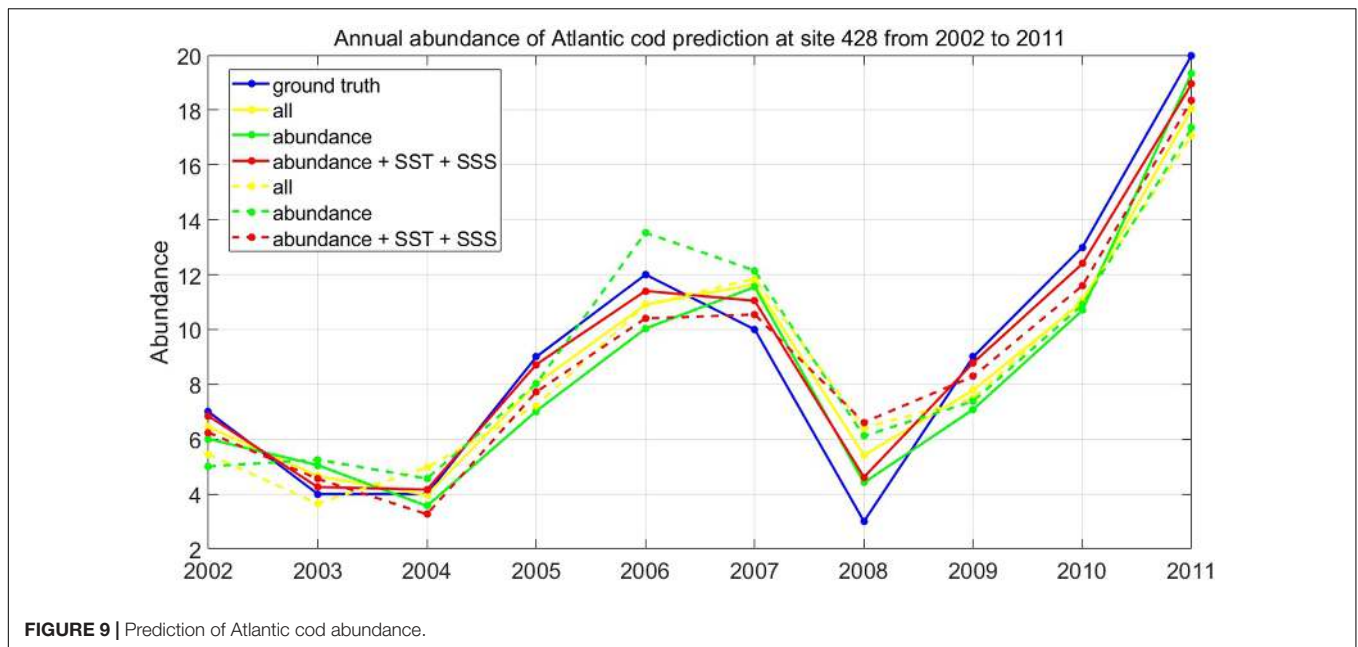 Annual abundance of Atlantic cod prediction at site 428 from 2002 to 2011
20
18
16
14
12
10
8
6
4
2
Abundance
ground truth
all
abundance
abundance + SST + SSS
all
abundance
abundance + SST + SSS
2002 2003 2004 2005 2006 2007 2008 2009 2010 2011
FIGURE 9 | Prediction of Atlantic cod abundance.